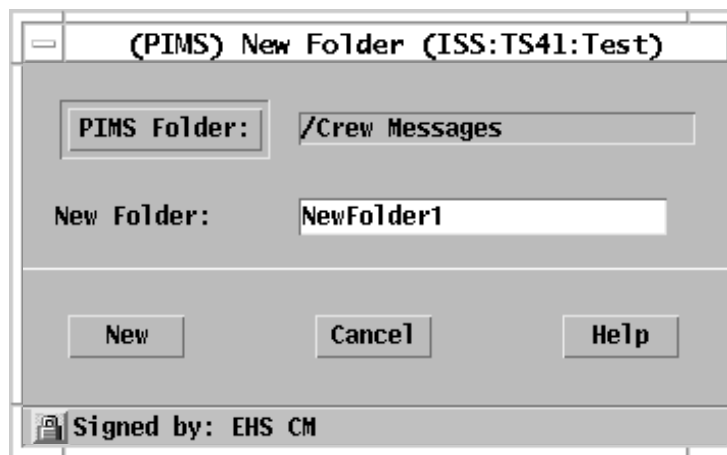 (PIMS) New Folder (ISS:TS41:Test)
PIMS Folder: /Crew Messages
New Folder: NewFolder1
New Cancel Help
Signed by: EHS CM